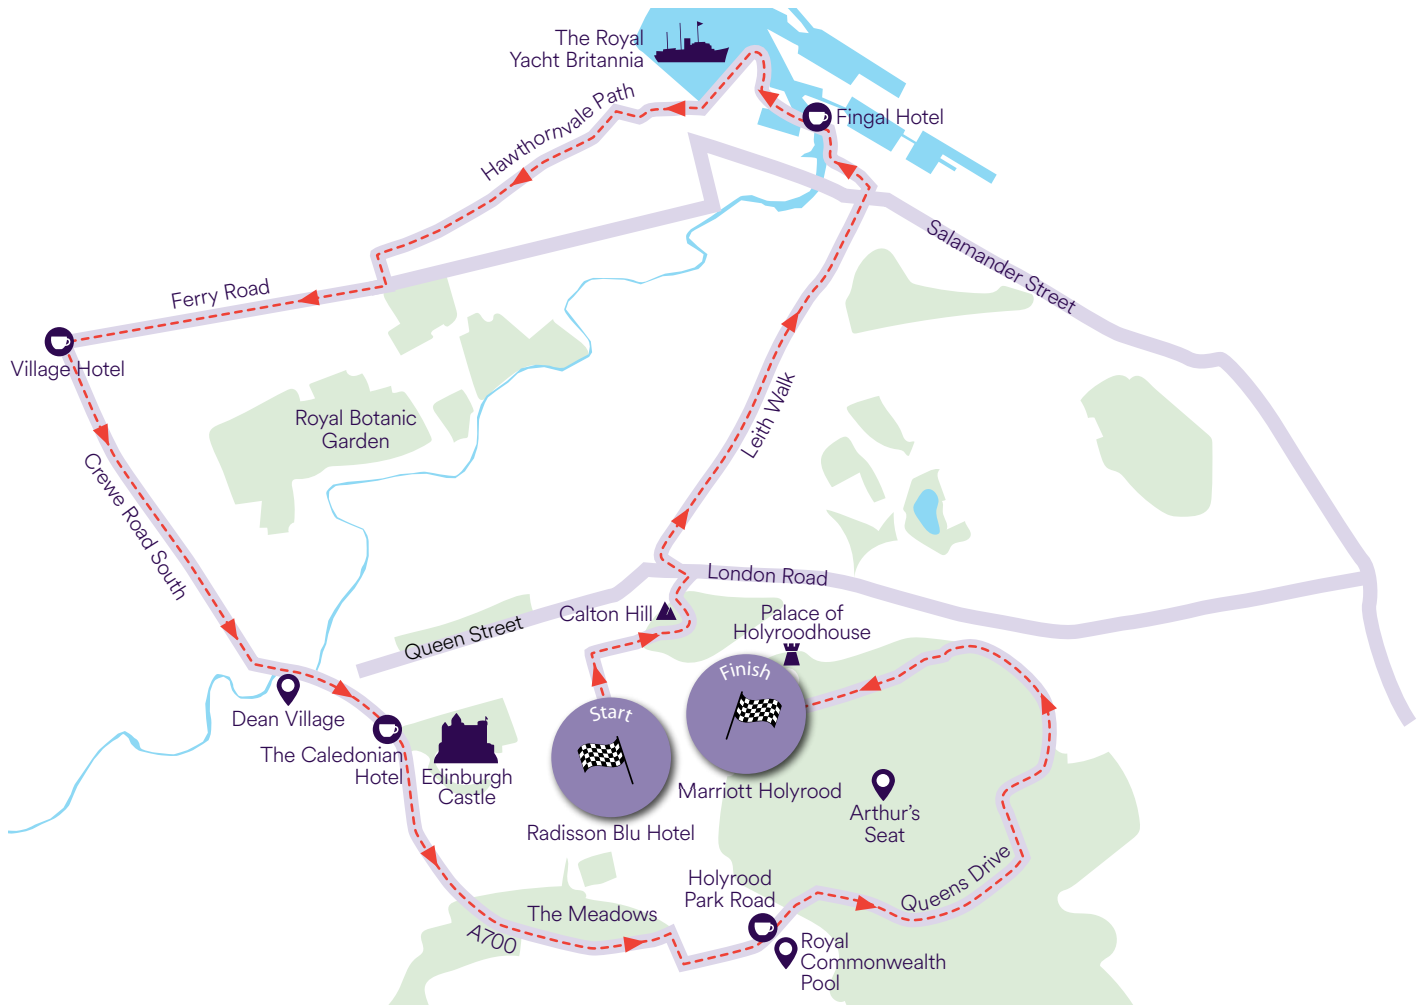 The Royal
Yacht Britannia
Fingal Hotel
Hawthornvale Path
Salamander Street
Ferry Road
Village Hotel
Royal Botanic
Garden
Leith Walk
Crewe Road South
London Road
Calton Hill
Palace of
Holyroodhouse
Queen Street
Finish
Start
Dean Village
The Caledonian
Hotel
Edinburgh
Castle
Marriott Holyrood
Arthur's
Seat
Radisson Blu Hotel
Holyrood
Park Road
Queens Drive
The Meadows
A700
Royal
Commonwealth
Pool